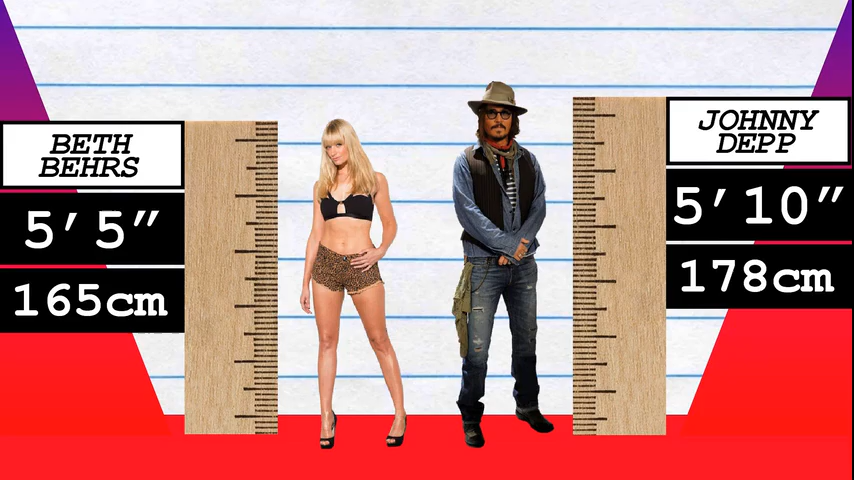 BETH
BEHRS
5’5”
165cm
JOHNNY
DEPP
5’10”
178cm